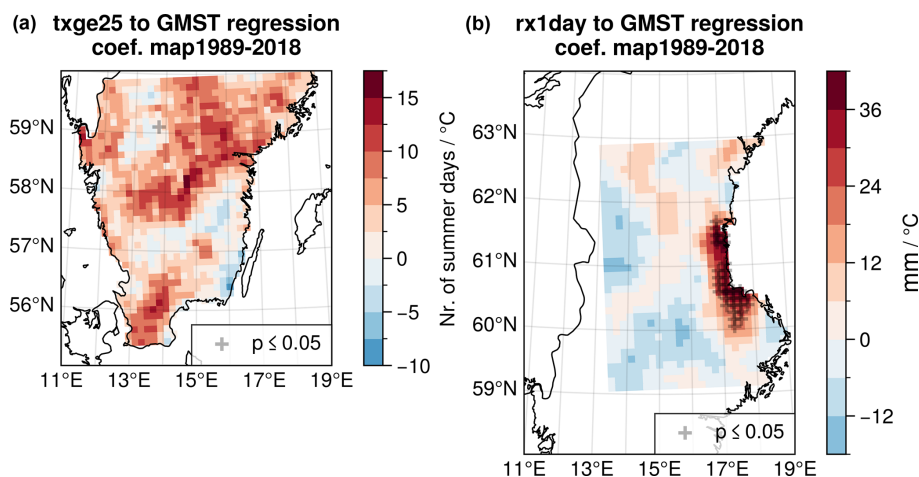 (a) txge25 to GMST regression
coef. map1989-2018
59°N
58°N
57°N
56°N
11°E 13°E 15°E 17°E 19°E
+ p ≤ 0.05
15
10
5
0
−5
−10
Nr. of summer days / °C
(b) rx1day to GMST regression
coef. map1989-2018
63°N
62°N
61°N
60°N
59°N
11°E 13°E 15°E 17°E 19°E
+ p ≤ 0.05
36
24
12
0
−12
mm / °C